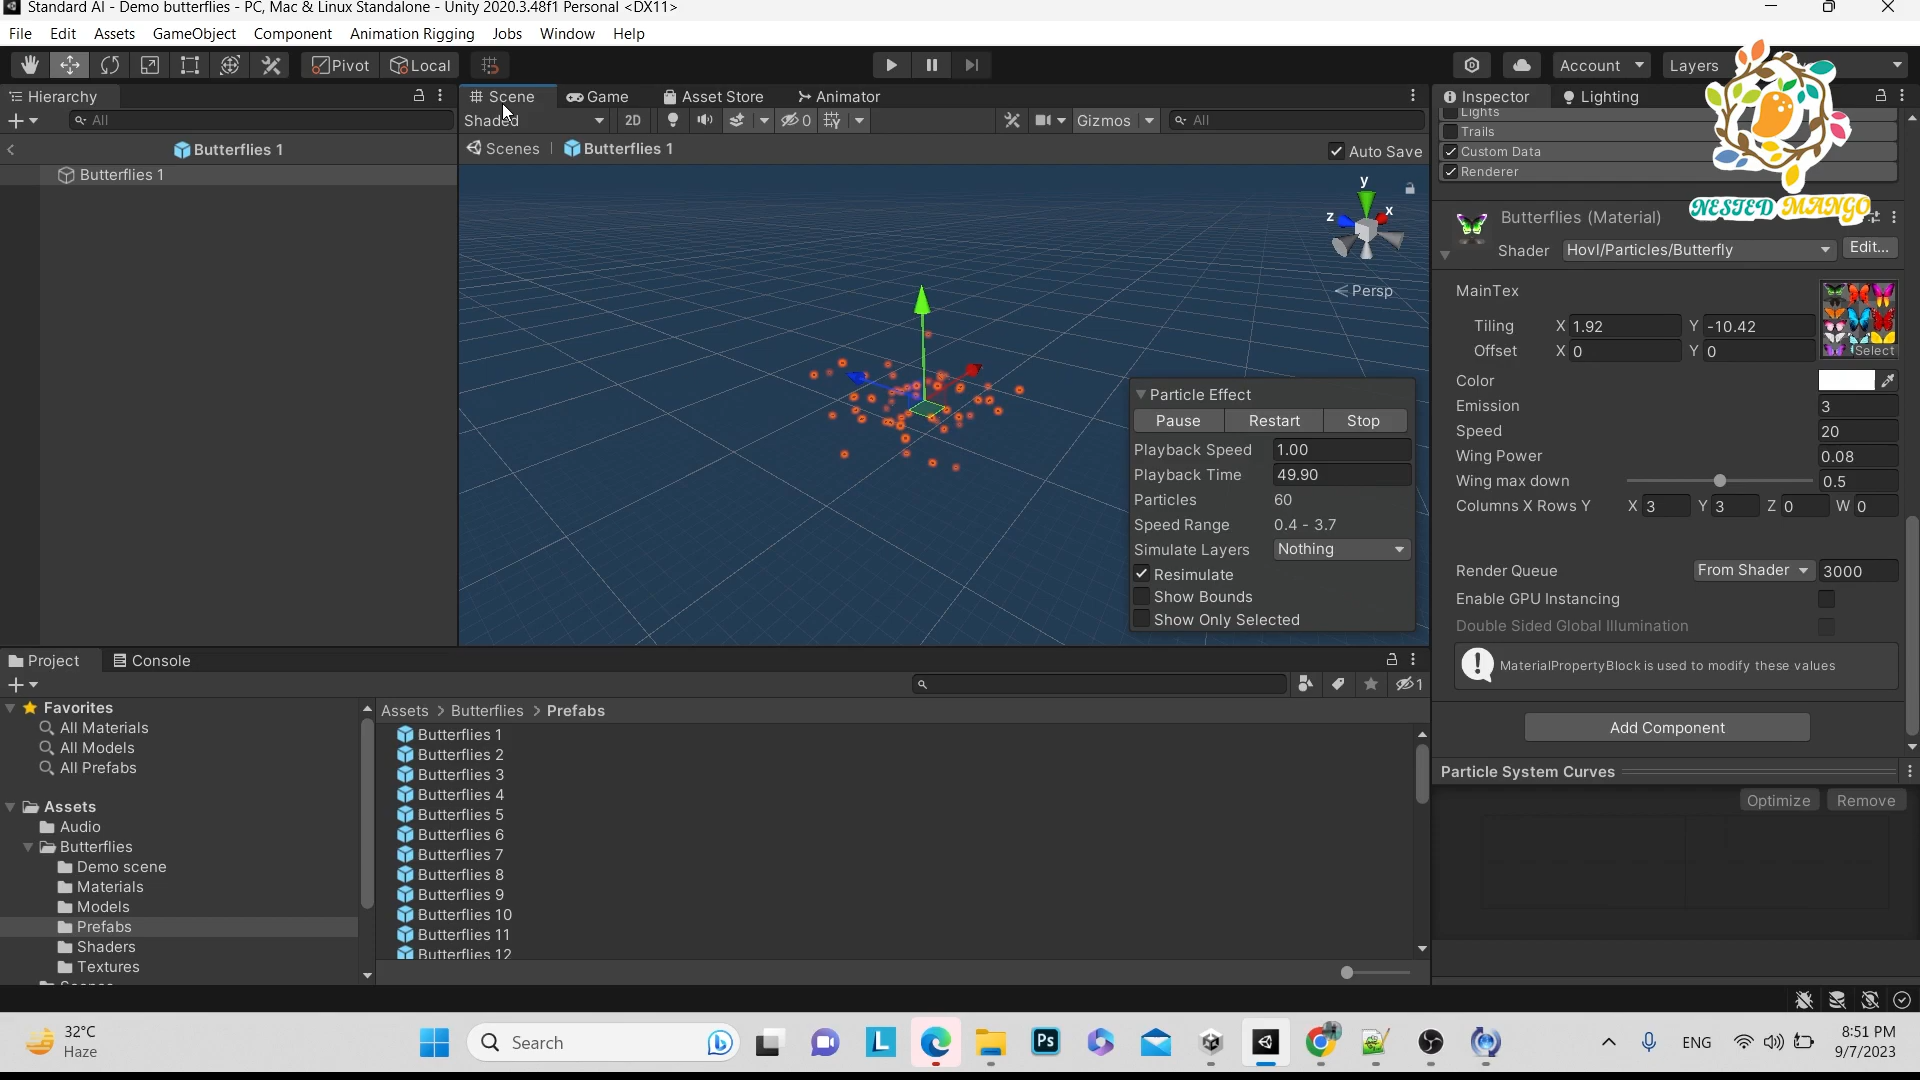 Standard AI - Demo butterflies - PC, Mac & Linux Standalone - Unity 2020.3.48f1 Personal <DX11>
File Edit Assets GameObject Component Animation Rigging Jobs Window Help
Pivot Local Account Layers
Hierarchy Scene Game Asset Store Animator Inspector Lighting
All Shaded 2D 0 Gizmos All Lights
Trails
Butterflies 1 Scenes Butterflies 1 Auto Save Custom Data
Butterflies 1 Renderer
y
z x
Persp
NESTED MANGO
Butterflies (Material)
Shader Hovl/Particles/Butterfly Edit...
MainTex
Tiling X 1.92 Y -10.42
Offset X 0 Y 0 Select
Color
Emission 3
Speed 20
Wing Power 0.08
Wing max down 0.5
Columns X Rows Y X 3 Y 3 Z 0 W 0
Render Queue From Shader 3000
Enable GPU Instancing
Double Sided Global Illumination
MaterialPropertyBlock is used to modify these values
Add Component
Particle System Curves
Optimize Remove
Particle Effect
Pause Restart Stop
Playback Speed 1.00
Playback Time 49.90
Particles 60
Speed Range 0.4 - 3.7
Simulate Layers Nothing
Resimulate
Show Bounds
Show Only Selected
Project Console
1
Favorites
All Materials
All Models
All Prefabs
Assets
Audio
Butterflies
Demo scene
Materials
Models
Prefabs
Shaders
Textures
Scenes
Assets > Butterflies > Prefabs
Butterflies 1
Butterflies 2
Butterflies 3
Butterflies 4
Butterflies 5
Butterflies 6
Butterflies 7
Butterflies 8
Butterflies 9
Butterflies 10
Butterflies 11
Butterflies 12
32°C
Haze
Search
L
Ps
ENG
8:51 PM
9/7/2023